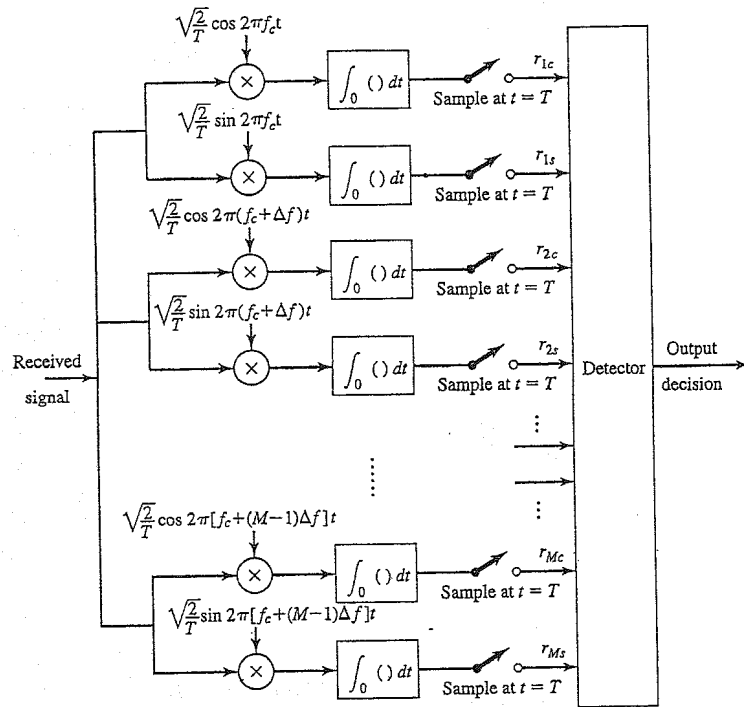 √2/T cos 2πf_c t
∫_0 ( ) dt
r_1c
Sample at t = T
√2/T sin 2πf_c t
∫_0 ( ) dt
r_1s
Sample at t = T
√2/T cos 2π(f_c+Δf)t
∫_0 ( ) dt
r_2c
Sample at t = T
√2/T sin 2π(f_c+Δf)t
∫_0 ( ) dt
r_2s
Sample at t = T
Received
signal
Detector
Output
decision
√2/T cos 2π[f_c+(M−1)Δf]t
∫_0 ( ) dt
r_Mc
Sample at t = T
√2/T sin 2π[f_c+(M−1)Δf]t
∫_0 ( ) dt
r_Ms
Sample at t = T